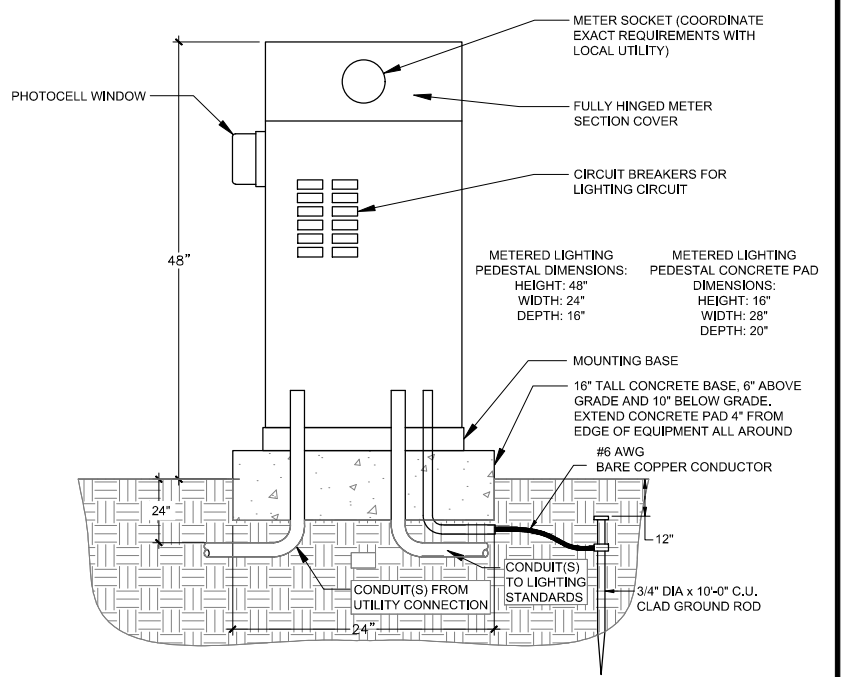 METER SOCKET (COORDINATE
EXACT REQUIREMENTS WITH
LOCAL UTILITY)
PHOTOCELL WINDOW
FULLY HINGED METER
SECTION COVER
CIRCUIT BREAKERS FOR
LIGHTING CIRCUIT
48"
METERED LIGHTING
PEDESTAL DIMENSIONS:
HEIGHT: 48"
WIDTH: 24"
DEPTH: 16"
METERED LIGHTING
PEDESTAL CONCRETE PAD
DIMENSIONS:
HEIGHT: 16"
WIDTH: 28"
DEPTH: 20"
MOUNTING BASE
16" TALL CONCRETE BASE, 6" ABOVE
GRADE AND 10" BELOW GRADE.
EXTEND CONCRETE PAD 4" FROM
EDGE OF EQUIPMENT ALL AROUND
#6 AWG
BARE COPPER CONDUCTOR
24"
12"
CONDUIT(S)
TO LIGHTING
STANDARDS
CONDUIT(S) FROM
UTILITY CONNECTION
3/4" DIA x 10'-0" C.U.
CLAD GROUND ROD
24"